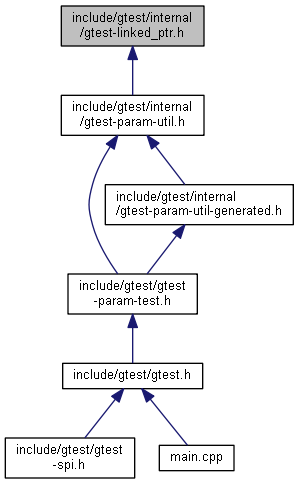 include/gtest/internal
/gtest-linked_ptr.h
include/gtest/internal
/gtest-param-util.h
include/gtest/internal
/gtest-param-util-generated.h
include/gtest/gtest
-param-test.h
include/gtest/gtest.h
include/gtest/gtest
-spi.h
main.cpp